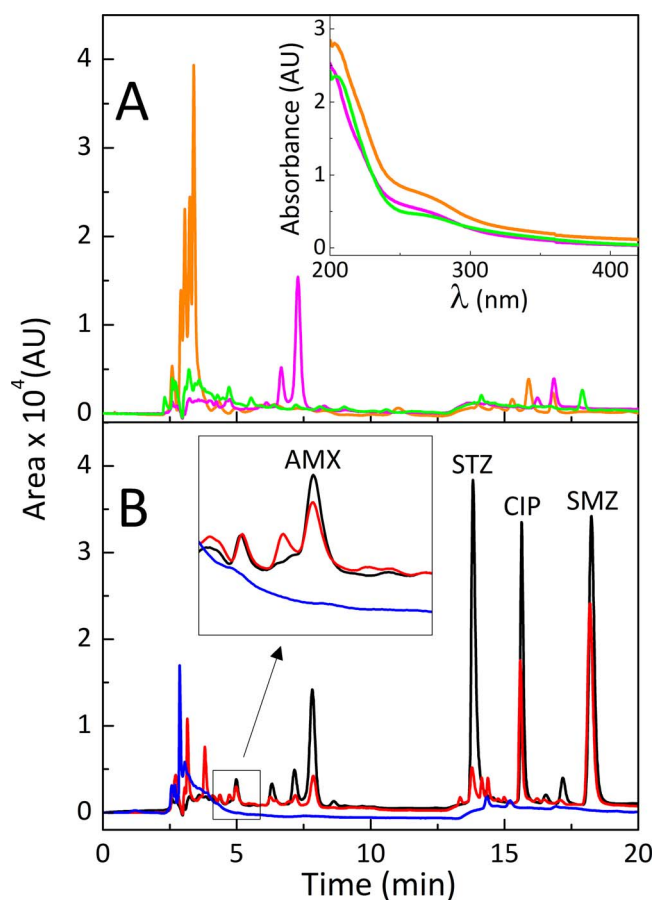 A
4
3
2
1
0
3
2
1
0
Absorbance (AU)
200 300 400
λ (nm)
Area x 10⁴(AU)
B
4
3
2
1
0
AMX
STZ
CIP
SMZ
0 5 10 15 20
Time (min)